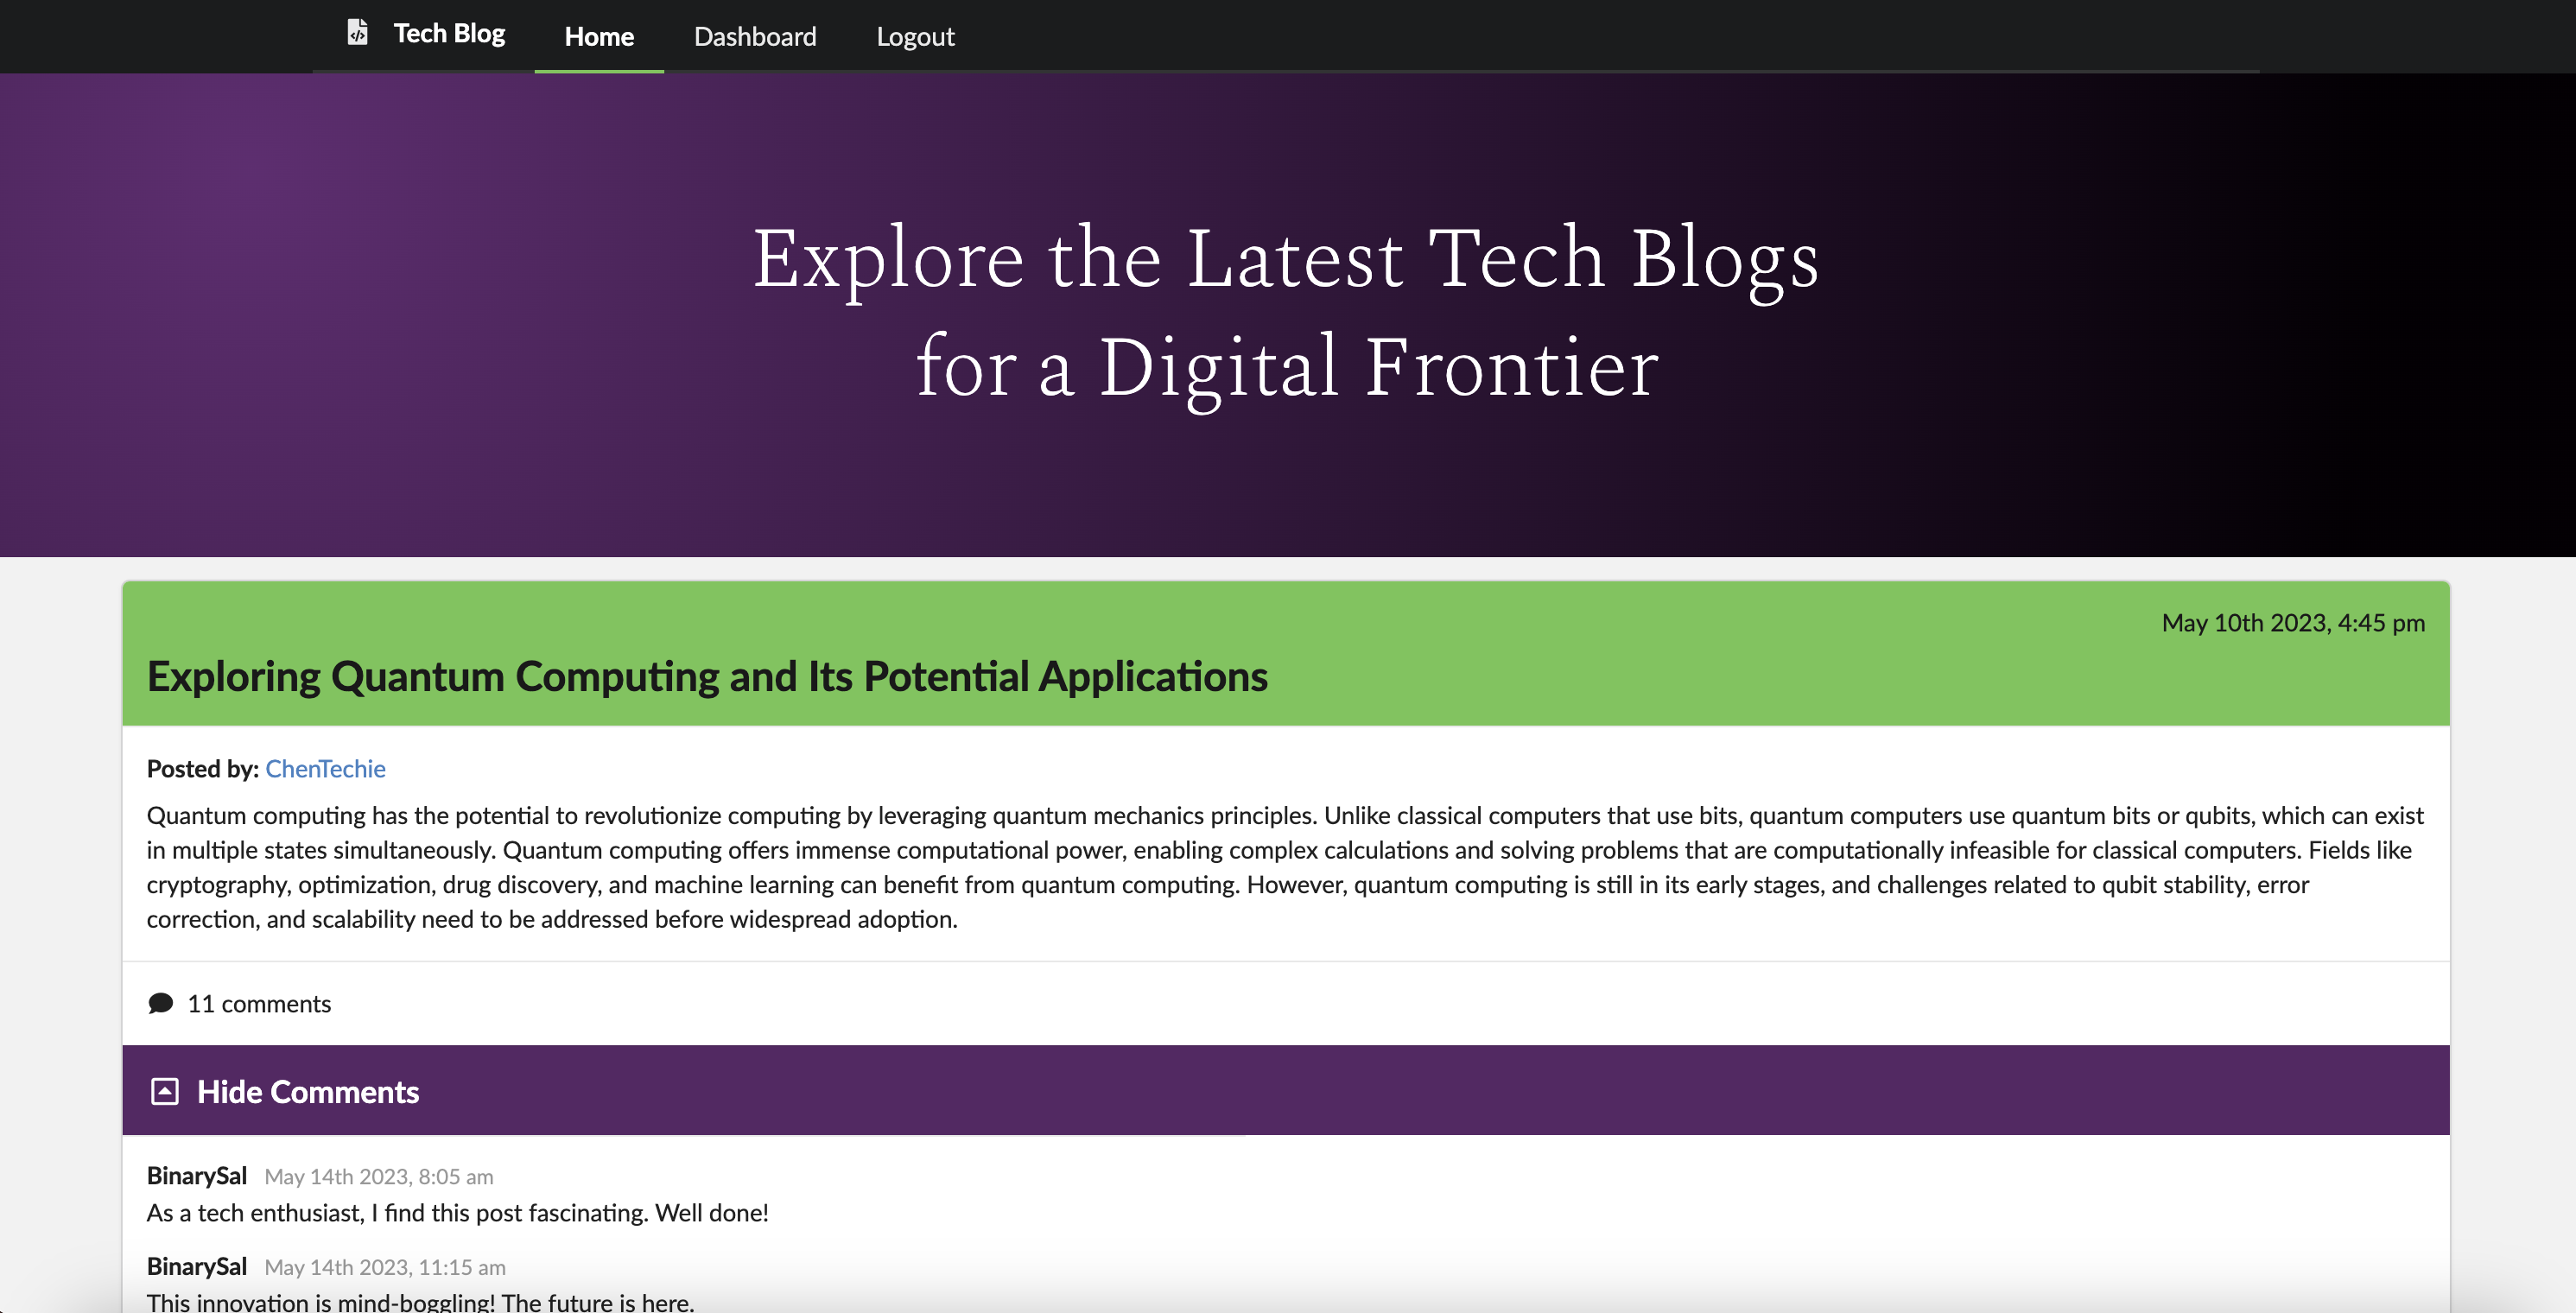 Tech Blog Home Dashboard Logout
Explore the Latest Tech Blogs
for a Digital Frontier
May 10th 2023, 4:45 pm
Exploring Quantum Computing and Its Potential Applications
Posted by: ChenTechie
Quantum computing has the potential to revolutionize computing by leveraging quantum mechanics principles. Unlike classical computers that use bits, quantum computers use quantum bits or qubits, which can exist
in multiple states simultaneously. Quantum computing offers immense computational power, enabling complex calculations and solving problems that are computationally infeasible for classical computers. Fields like
cryptography, optimization, drug discovery, and machine learning can benefit from quantum computing. However, quantum computing is still in its early stages, and challenges related to qubit stability, error
correction, and scalability need to be addressed before widespread adoption.
11 comments
Hide Comments
BinarySal May 14th 2023, 8:05 am
As a tech enthusiast, I find this post fascinating. Well done!
BinarySal May 14th 2023, 11:15 am
This innovation is mind-boggling! The future is here.